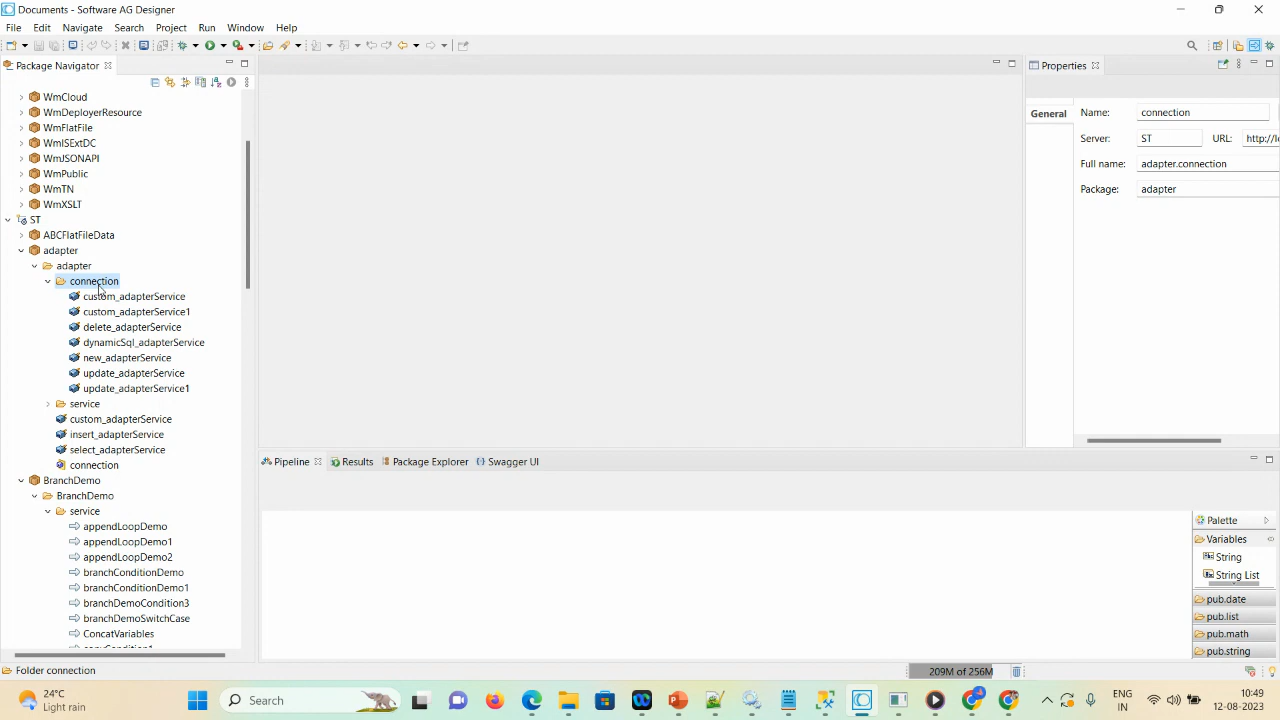 Documents - Software AG Designer
File Edit Navigate Search Project Run Window Help
Package Navigator
WmCloud
WmDeployerResource
WmFlatFile
WmISExtDC
WmJSONAPI
WmPublic
WmTN
WmXSLT
ST
ABCFlatFileData
adapter
adapter
connection
custom_adapterService
custom_adapterService1
delete_adapterService
dynamicSql_adapterService
new_adapterService
update_adapterService
update_adapterService1
service
custom_adapterService
insert_adapterService
select_adapterService
connection
BranchDemo
BranchDemo
service
appendLoopDemo
appendLoopDemo1
appendLoopDemo2
branchConditionDemo
branchConditionDemo1
branchDemoCondition3
branchDemoSwitchCase
ConcatVariables
Properties
General
Name: connection
Server: ST URL: http://l
Full name: adapter.connection
Package: adapter
Pipeline Results Package Explorer Swagger UI
Palette
Variables
String
String List
pub.date
pub.list
pub.math
pub.string
Folder connection
209M of 256M
24°C
Light rain
Search
ENG
IN
10:49
12-08-2023